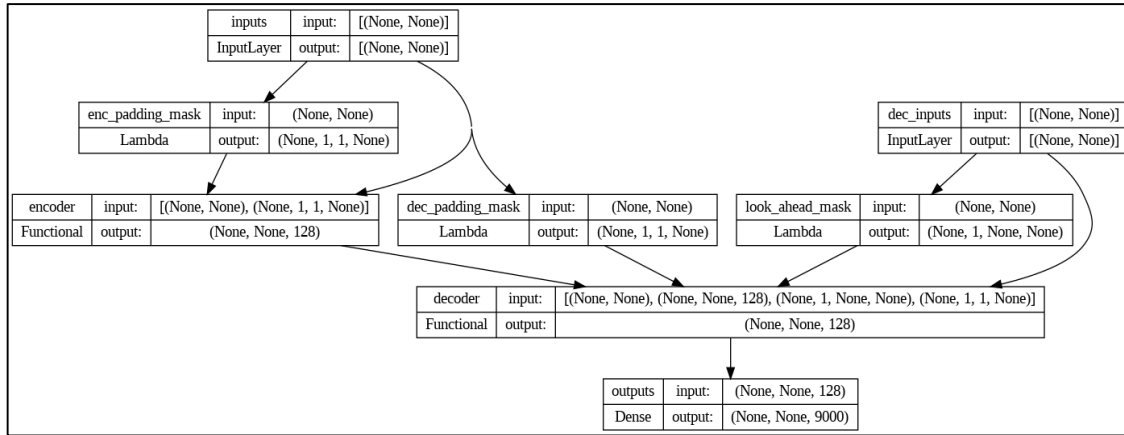 inputs input: [(None, None)]
InputLayer output: [(None, None)]
enc_padding_mask input: (None, None)
Lambda output: (None, 1, 1, None)
dec_inputs input: [(None, None)]
InputLayer output: [(None, None)]
encoder input: [(None, None), (None, 1, 1, None)]
Functional output: (None, None, 128)
dec_padding_mask input: (None, None)
Lambda output: (None, 1, 1, None)
look_ahead_mask input: (None, None)
Lambda output: (None, 1, None, None)
decoder input: [(None, None), (None, None, 128), (None, 1, None, None), (None, 1, 1, None)]
Functional output: (None, None, 128)
outputs input: (None, None, 128)
Dense output: (None, None, 9000)